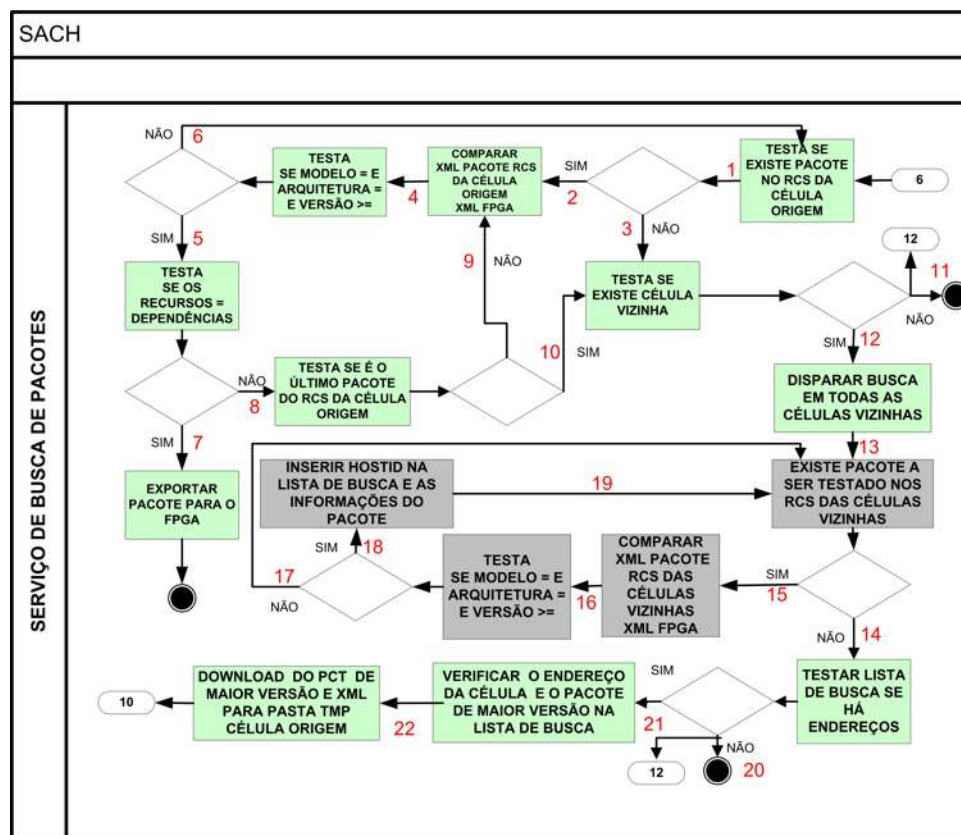 SACH
SERVIÇO DE BUSCA DE PACOTES
NÃO
6
TESTA
SE MODELO = E
ARQUITETURA =
E VERSÃO >=
4
COMPARAR
XML PACOTE RCS
DA CÉLULA
ORIGEM
XML FPGA
SIM
2
1
TESTA SE
EXISTE PACOTE
NO RCS DA
CÉLULA
ORIGEM
6
SIM
5
9
NÃO
3
NÃO
12
11
NÃO
TESTA
SE OS
RECURSOS =
DEPENDÊNCIAS
TESTA SE
EXISTE CÉLULA
VIZINHA
10
SIM
SIM
12
NÃO
8
TESTA SE É O
ÚLTIMO PACOTE
DO RCS DA CÉLULA
ORIGEM
DISPARAR BUSCA
EM TODAS AS
CÉLULAS VIZINHAS
SIM
7
13
EXPORTAR
PACOTE PARA O
FPGA
INSERIR HOSTID NA
LISTA DE BUSCA E AS
INFORMAÇÕES DO
PACOTE
19
EXISTE PACOTE A
SER TESTADO NOS
RCS DAS CÉLULAS
VIZINHAS
SIM
18
17
NÃO
TESTA
SE MODELO = E
ARQUITETURA =
E VERSÃO >=
16
COMPARAR
XML PACOTE
RCS DAS
CÉLULAS
VIZINHAS
XML FPGA
SIM
15
NÃO
14
10
DOWNLOAD DO PCT DE
MAIOR VERSÃO E XML
PARA PASTA TMP
CÉLULA ORIGEM
22
VERIFICAR O ENDEREÇO
DA CÉLULA E O PACOTE
DE MAIOR VERSÃO NA
LISTA DE BUSCA
SIM
21
TESTAR LISTA
DE BUSCA SE
HÁ
ENDEREÇOS
12
NÃO
20